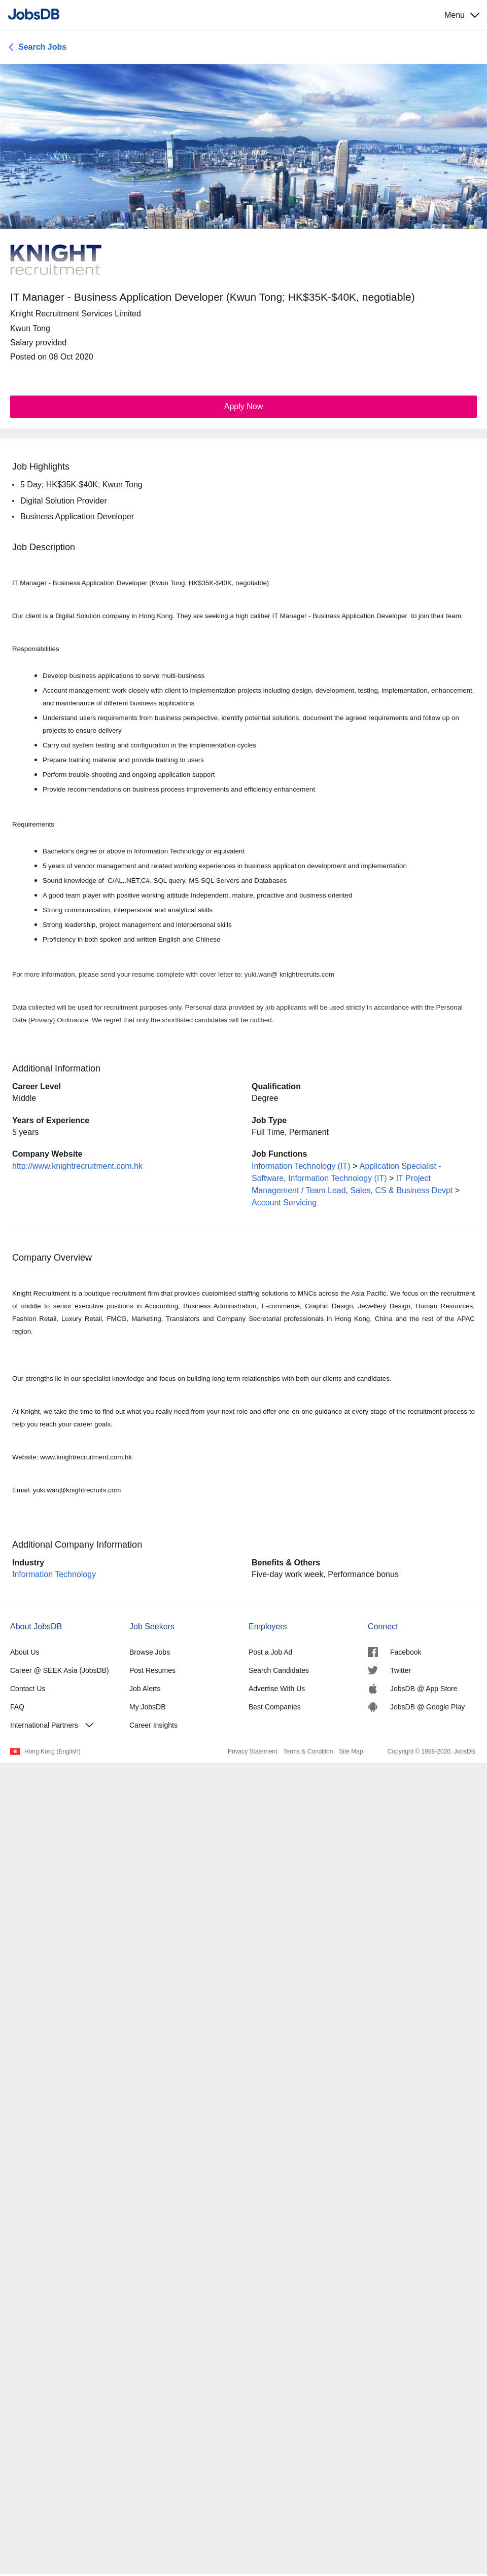 JobsDB
Menu
Search Jobs
KNIGHT
recruitment
IT Manager - Business Application Developer (Kwun Tong; HK$35K-$40K, negotiable)
Knight Recruitment Services Limited
Kwun Tong
Salary provided
Posted on 08 Oct 2020
Apply Now
Job Highlights
• 5 Day; HK$35K-$40K; Kwun Tong
• Digital Solution Provider
• Business Application Developer
Job Description
IT Manager - Business Application Developer (Kwun Tong; HK$35K-$40K, negotiable)
Our client is a Digital Solution company in Hong Kong. They are seeking a high caliber IT Manager - Business Application Developer  to join their team:
Responsibilities
• Develop business applications to serve multi-business
• Account management: work closely with client to implementation projects including design, development, testing, implementation, enhancement,
and maintenance of different business applications
• Understand users requirements from business perspective, identify potential solutions, document the agreed requirements and follow up on
projects to ensure delivery
• Carry out system testing and configuration in the implementation cycles
• Prepare training material and provide training to users
• Perform trouble-shooting and ongoing application support
• Provide recommendations on business process improvements and efficiency enhancement
Requirements
• Bachelor's degree or above in Information Technology or equivalent
• 5 years of vendor management and related working experiences in business application development and implementation
• Sound knowledge of  C/AL,.NET,C#, SQL query, MS SQL Servers and Databases
• A good team player with positive working attitude Independent, mature, proactive and business oriented
• Strong communication, interpersonal and analytical skills
• Strong leadership, project management and interpersonal skills
• Proficiency in both spoken and written English and Chinese
For more information, please send your resume complete with cover letter to: yuki.wan@ knightrecruits.com
Data collected will be used for recruitment purposes only. Personal data provided by job applicants will be used strictly in accordance with the Personal
Data (Privacy) Ordinance. We regret that only the shortlisted candidates will be notified.
Additional Information
Career Level
Middle
Qualification
Degree
Years of Experience
5 years
Job Type
Full Time, Permanent
Company Website
http://www.knightrecruitment.com.hk
Job Functions
Information Technology (IT) > Application Specialist -
Software, Information Technology (IT) > IT Project
Management / Team Lead, Sales, CS & Business Devpt >
Account Servicing
Company Overview
Knight Recruitment is a boutique recruitment firm that provides customised staffing solutions to MNCs across the Asia Pacific. We focus on the recruitment
of middle to senior executive positions in Accounting, Business Administration, E-commerce, Graphic Design, Jewellery Design, Human Resources,
Fashion Retail, Luxury Retail, FMCG, Marketing, Translators and Company Secretarial professionals in Hong Kong, China and the rest of the APAC
region.
Our strengths lie in our specialist knowledge and focus on building long term relationships with both our clients and candidates.
At Knight, we take the time to find out what you really need from your next role and offer one-on-one guidance at every stage of the recruitment process to
help you reach your career goals.
Website: www.knightrecruitment.com.hk
Email: yuki.wan@knightrecruits.com
Additional Company Information
Industry
Information Technology
Benefits & Others
Five-day work week, Performance bonus
About JobsDB
About Us
Career @ SEEK Asia (JobsDB)
Contact Us
FAQ
International Partners
Job Seekers
Browse Jobs
Post Resumes
Job Alerts
My JobsDB
Career Insights
Employers
Post a Job Ad
Search Candidates
Advertise With Us
Best Companies
Connect
Facebook
Twitter
JobsDB @ App Store
JobsDB @ Google Play
Hong Kong (English)
Privacy Statement Terms & Condition Site Map
Copyright © 1998-2020, JobsDB.